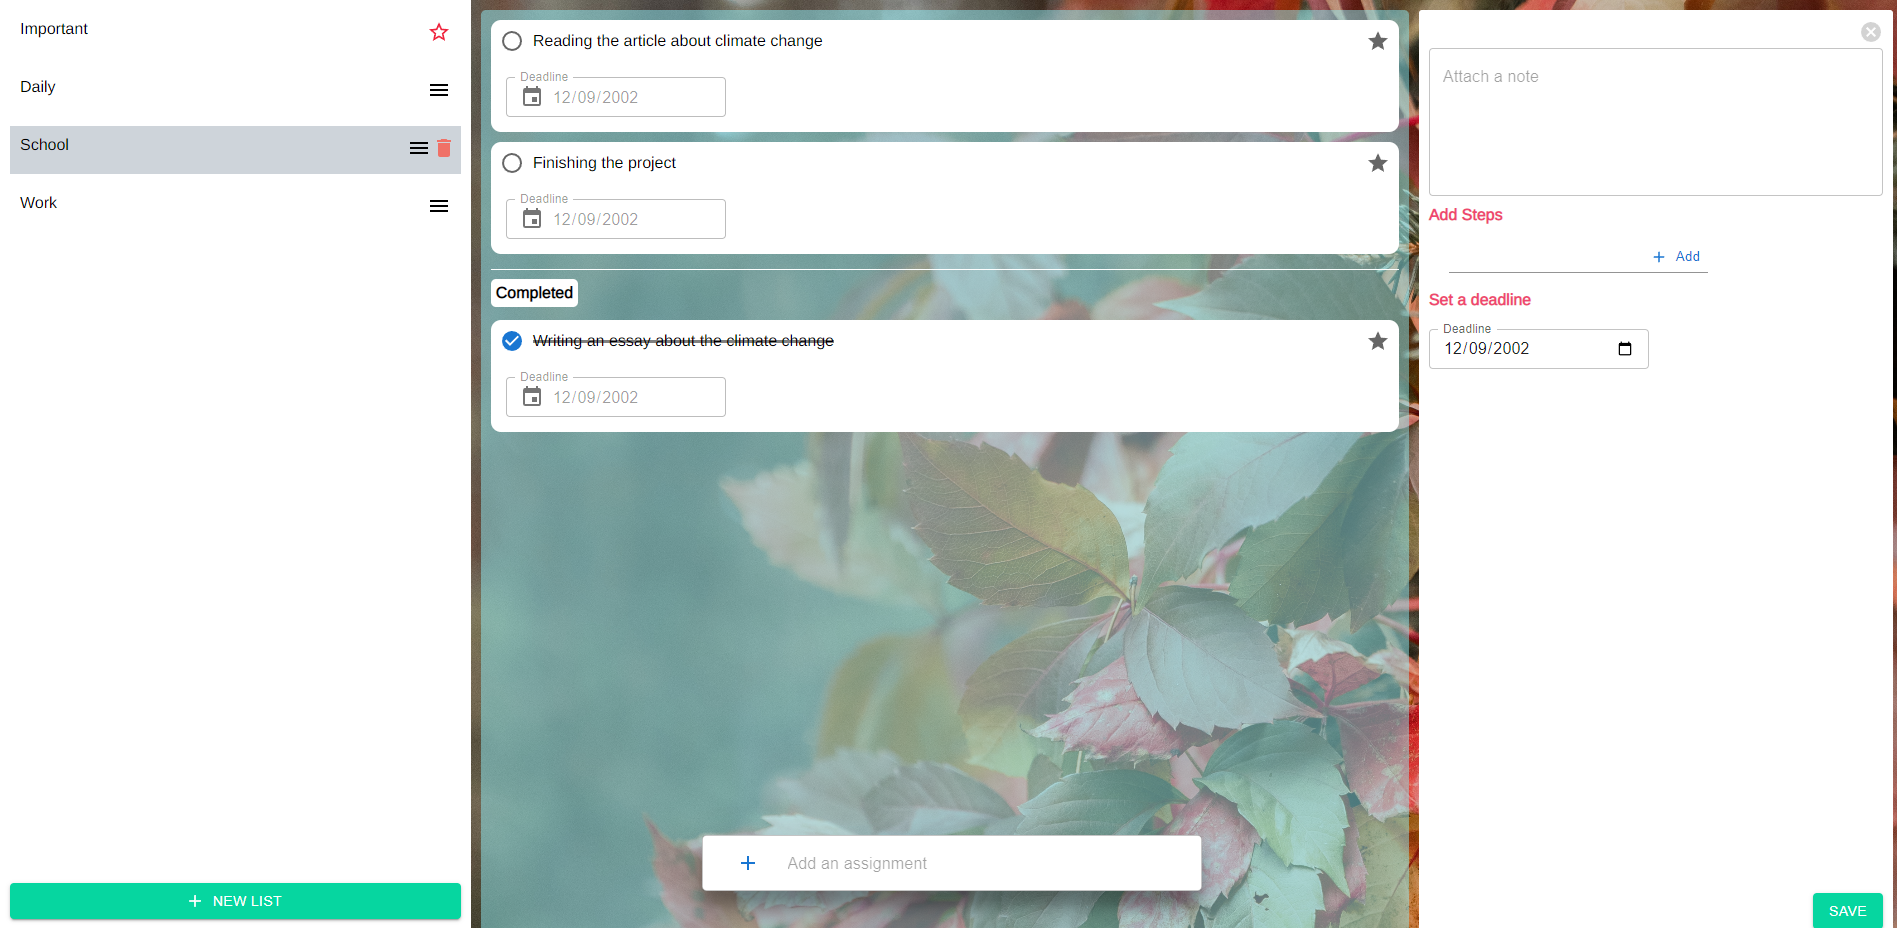 Important
Daily
School
Work
NEW LIST
Reading the article about climate change
Deadline
12/09/2002
Finishing the project
Deadline
12/09/2002
Completed
Writing an essay about the climate change
Deadline
12/09/2002
Add an assignment
Attach a note
Add Steps
Add
Set a deadline
Deadline
12/09/2002
SAVE